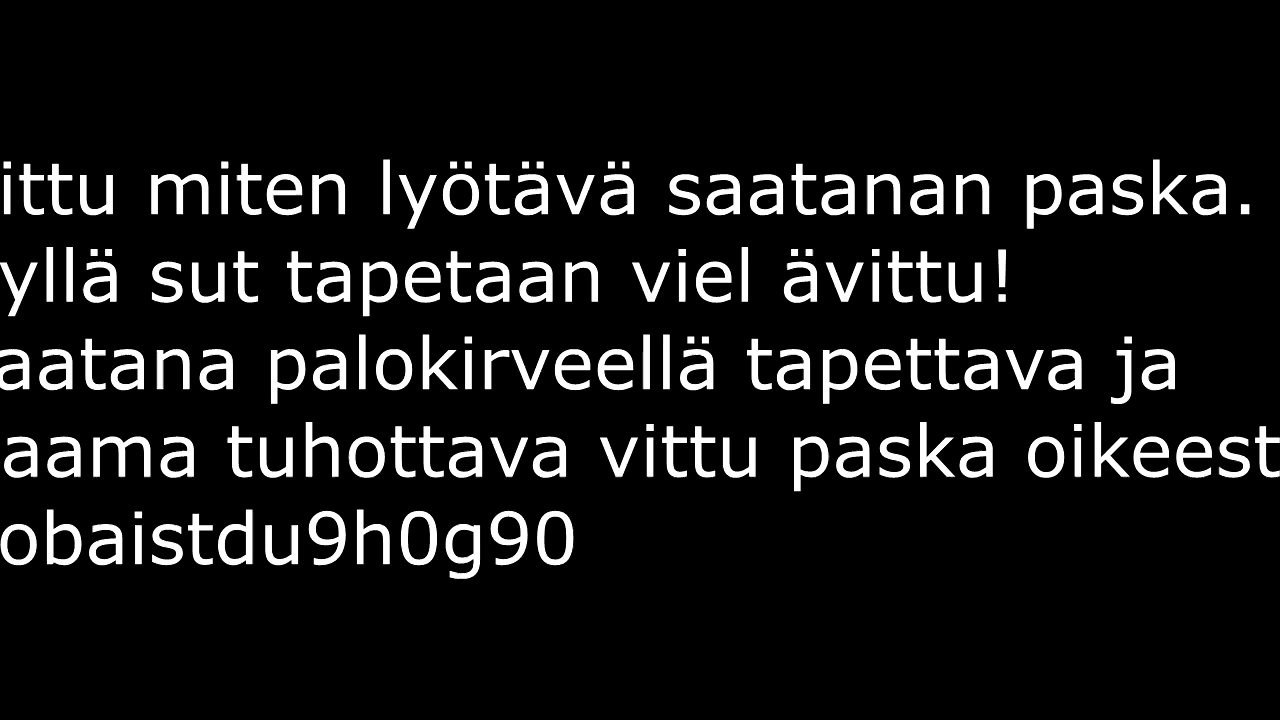 ittu miten lyötävä saatanan paska.
yllä sut tapetaan viel ävittu!
aatana palokirveellä tapettava ja
aama tuhottava vittu paska oikeest
obaistdu9h0g90